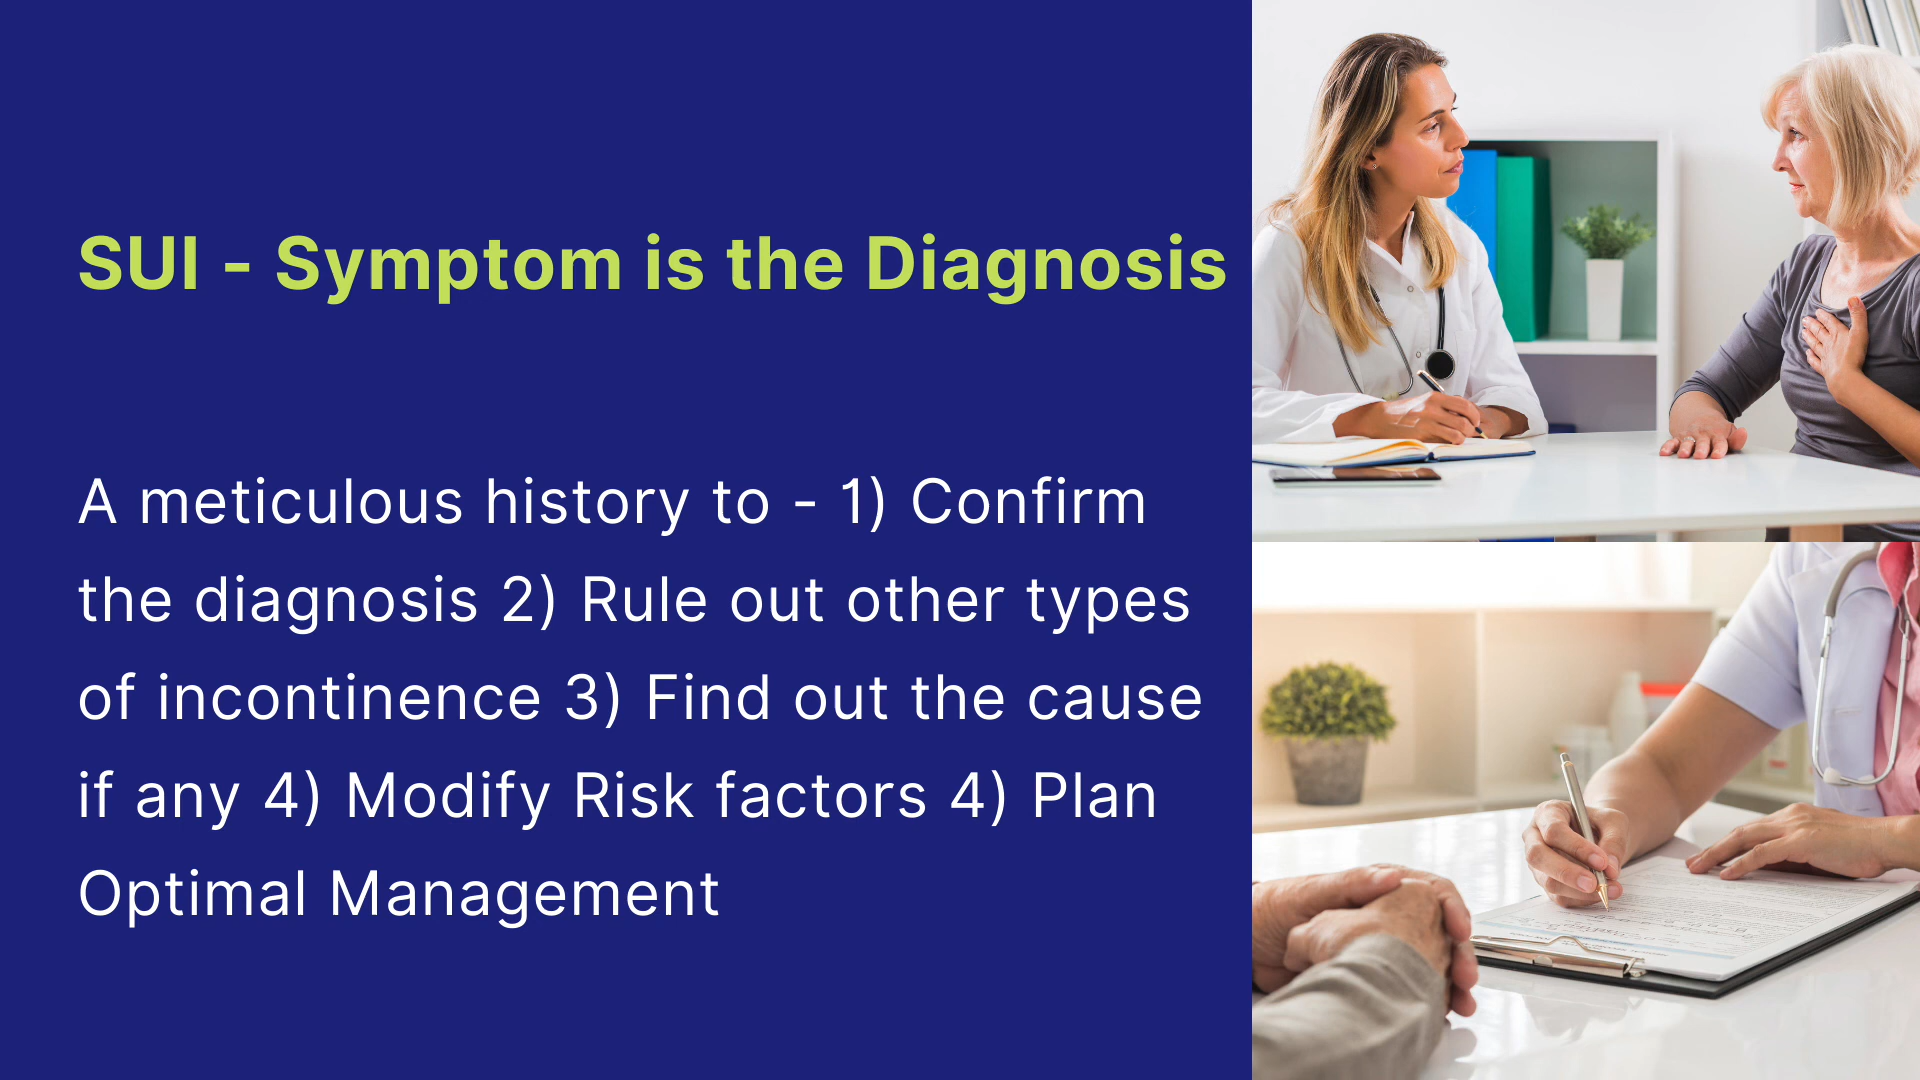 SUI - Symptom is the Diagnosis
A meticulous history to - 1) Confirm
the diagnosis 2) Rule out other types
of incontinence 3) Find out the cause
if any 4) Modify Risk factors 4) Plan
Optimal Management